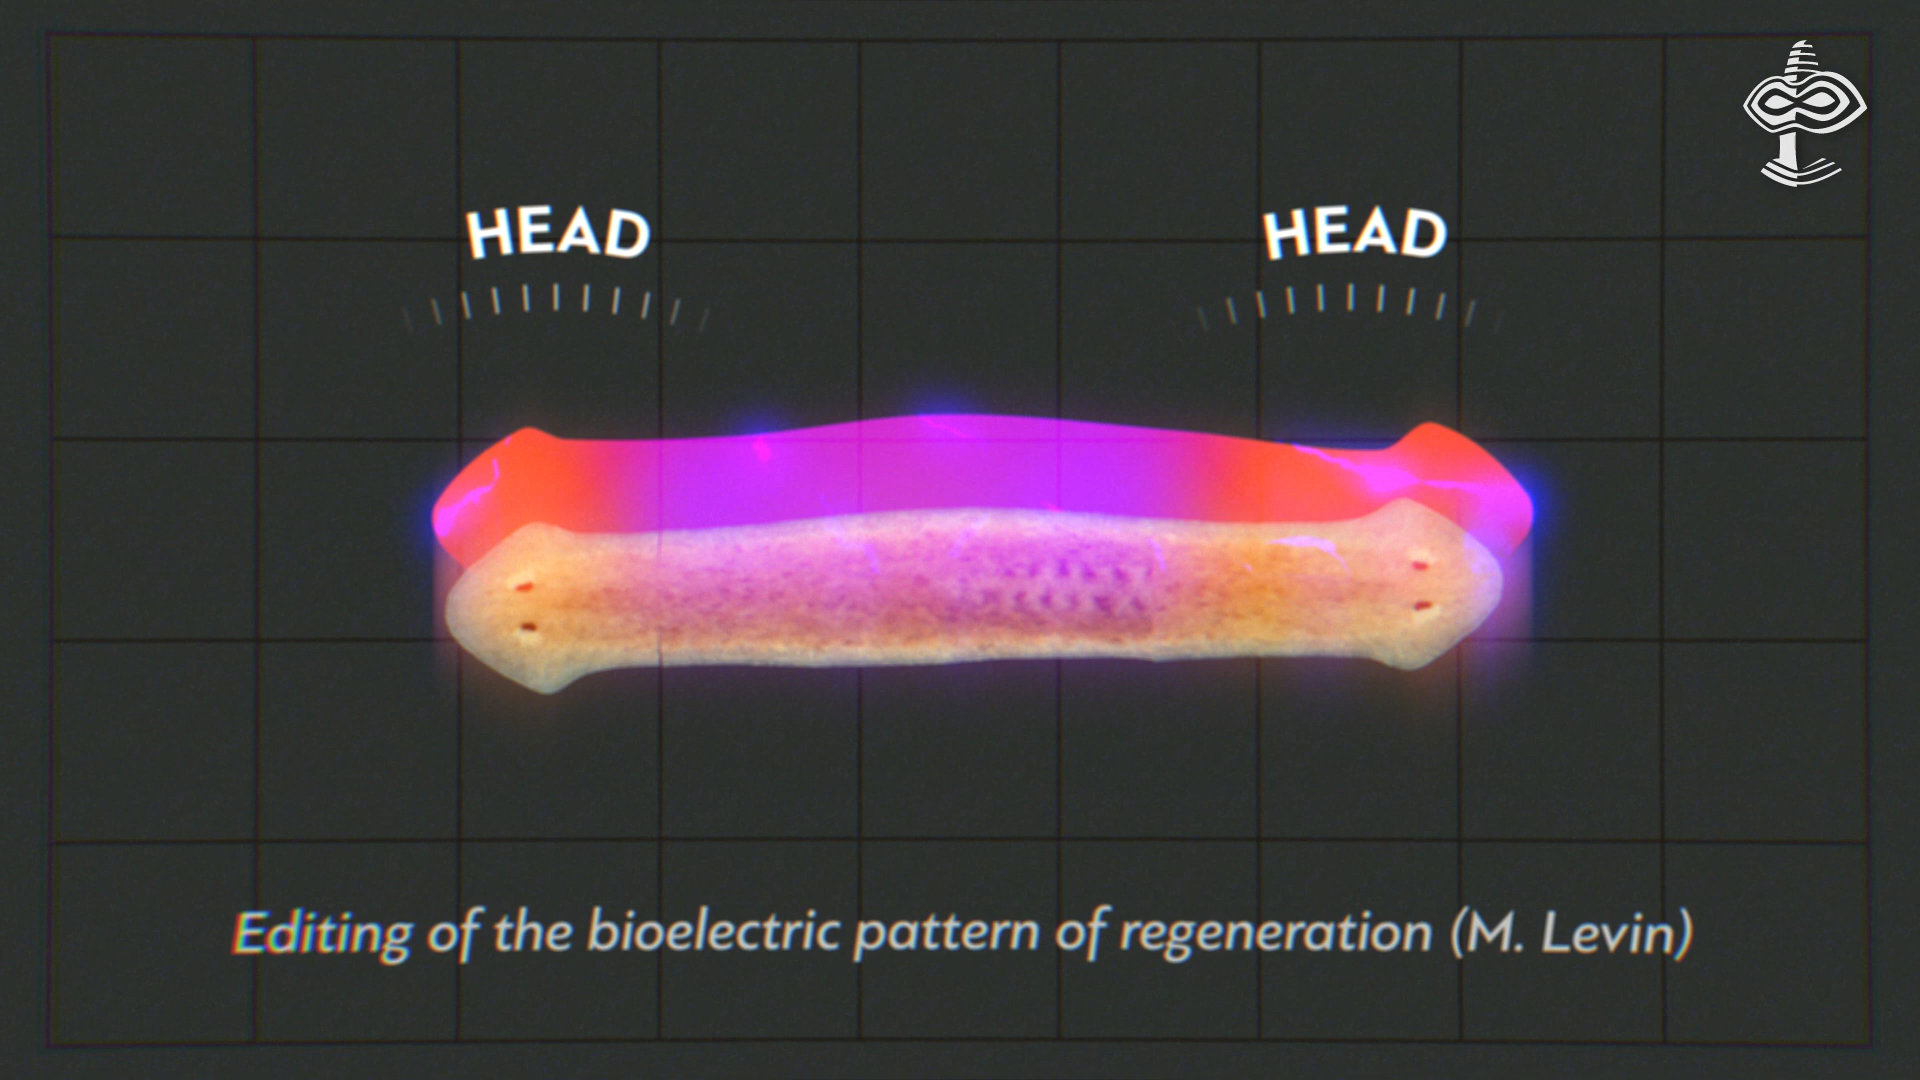 HEAD HEAD
Editing of the bioelectric pattern of regeneration (M. Levin)